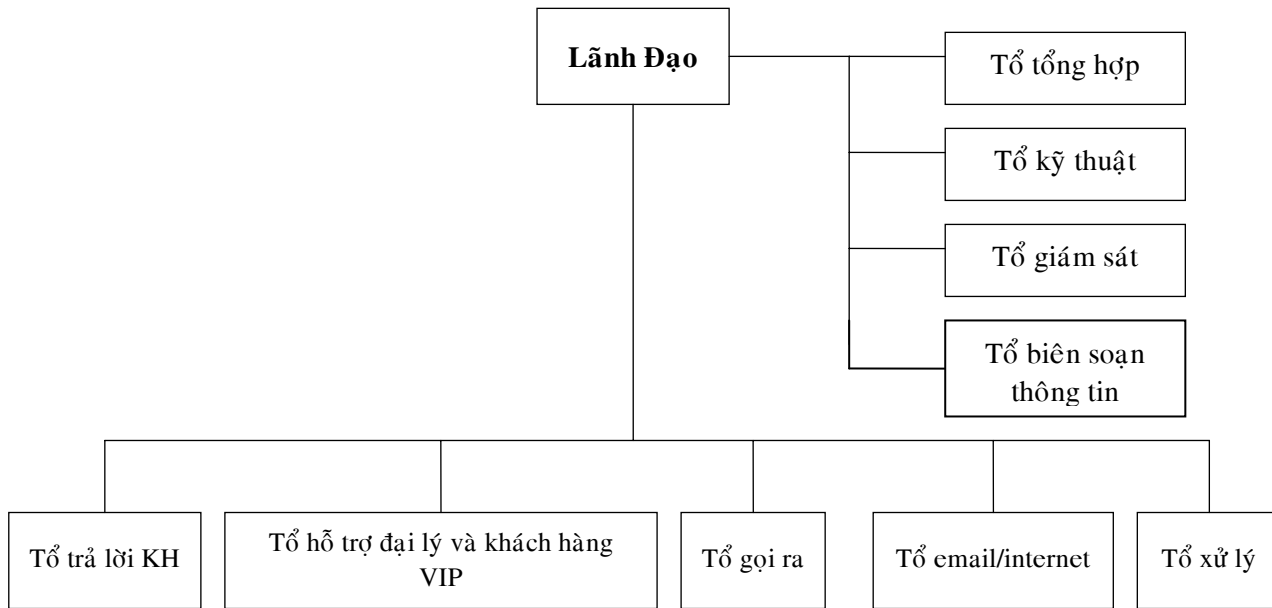 Lãnh Đạo
Tổ tổng hợp
Tổ kỹ thuật
Tổ giám sát
Tổ biên soạn
thông tin
Tổ trả lời KH
Tổ hỗ trợ đại lý và khách hàng
VIP
Tổ gọi ra
Tổ email/internet
Tổ xử lý